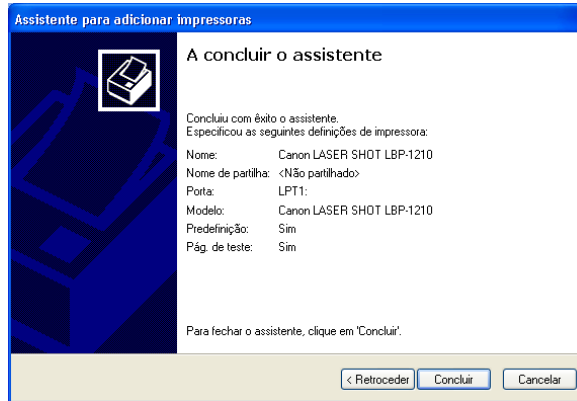 Assistente para adicionar impressoras
A concluir o assistente
Concluiu com êxito o assistente.
Especificou as seguintes definições de impressora:
Nome: Canon LASER SHOT LBP-1210
Nome de partilha: <Não partilhado>
Porta: LPT1:
Modelo: Canon LASER SHOT LBP-1210
Predefinição: Sim
Pág. de teste: Sim
Para fechar o assistente, clique em 'Concluir'.
< Retroceder Concluir Cancelar